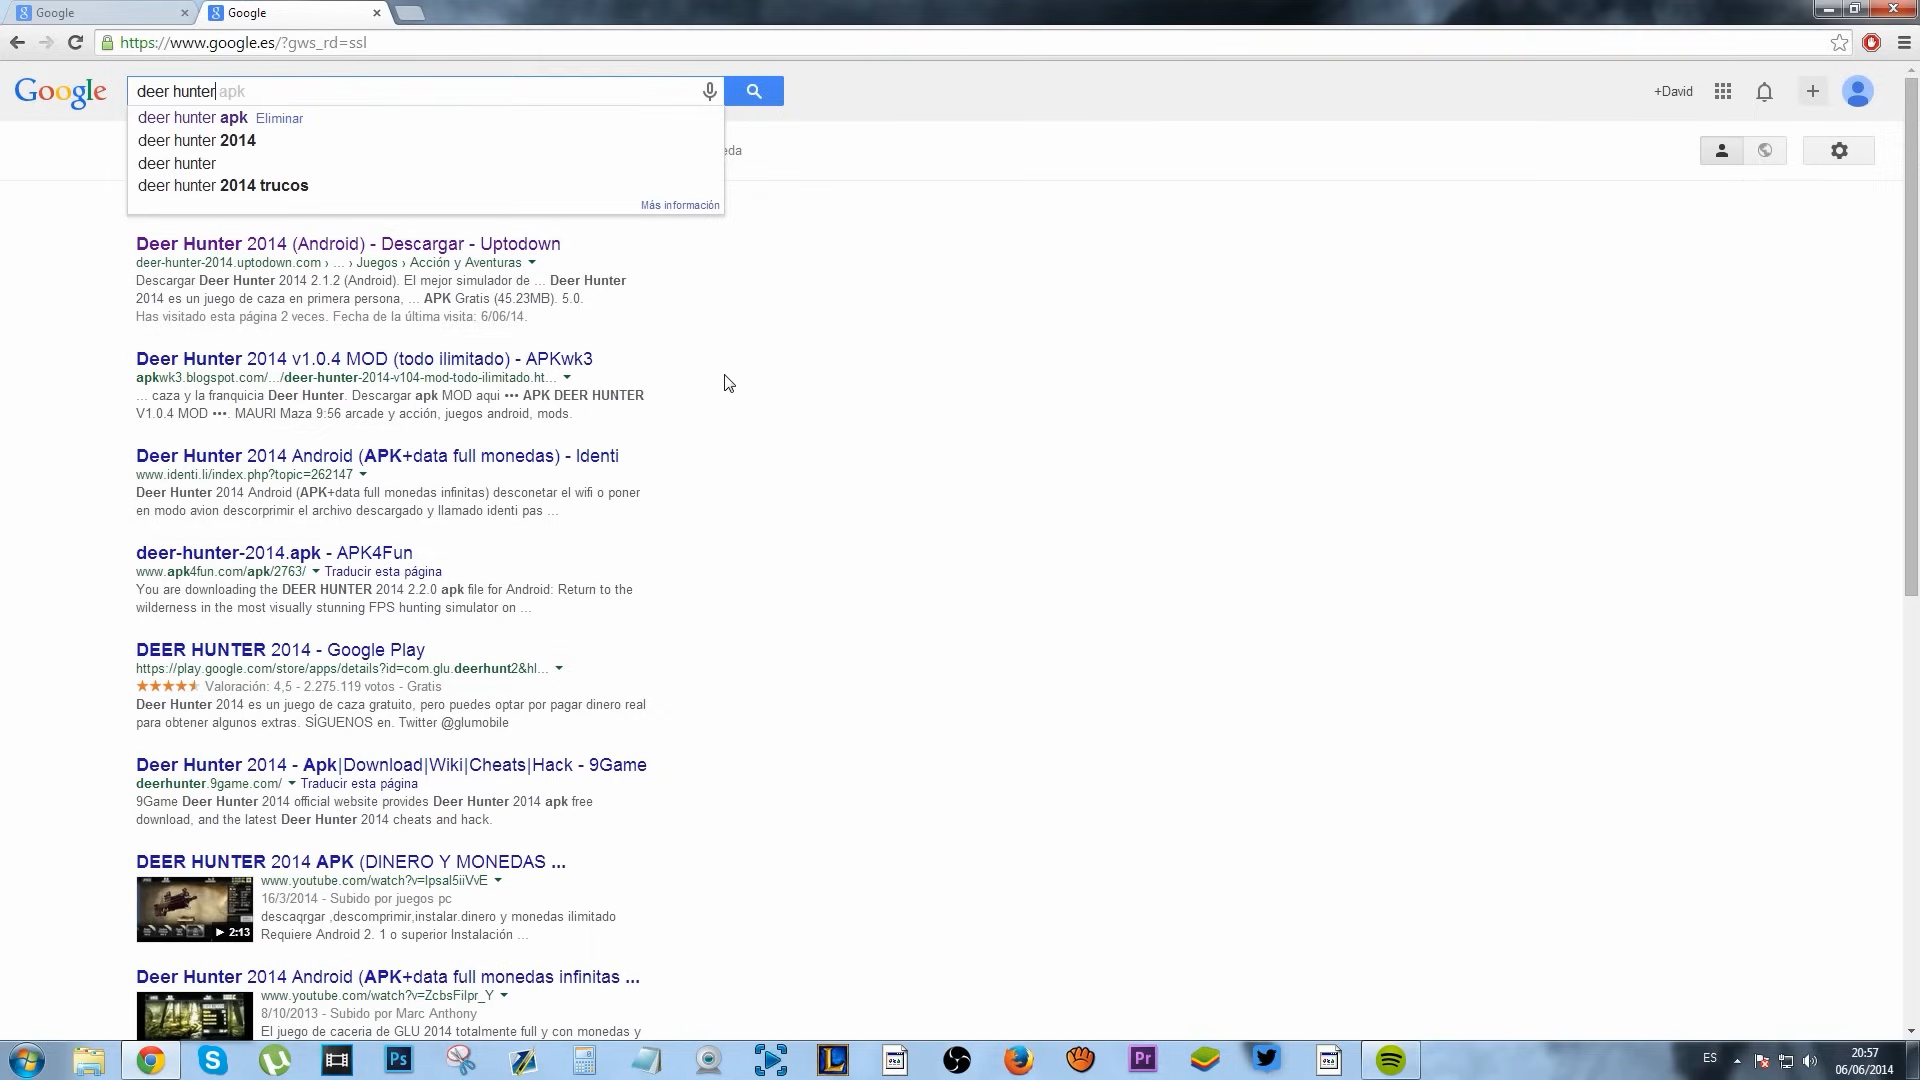 Google
Google
https://www.google.es/?gws_rd=ssl
Google
deer hunter apk
+David
deer hunter apk Eliminar
deer hunter 2014
deer hunter
deer hunter 2014 trucos
Más información
eda
Deer Hunter 2014 (Android) - Descargar - Uptodown
deer-hunter-2014.uptodown.com › ... › Juegos › Acción y Aventuras
Descargar Deer Hunter 2014 2.1.2 (Android). El mejor simulador de ... Deer Hunter
2014 es un juego de caza en primera persona, ... APK Gratis (45.23MB). 5.0.
Has visitado esta página 2 veces. Fecha de la última visita: 6/06/14.
Deer Hunter 2014 v1.0.4 MOD (todo ilimitado) - APKwk3
apkwk3.blogspot.com/.../deer-hunter-2014-v104-mod-todo-ilimitado.ht...
... caza y la franquicia Deer Hunter. Descargar apk MOD aqui ••• APK DEER HUNTER
V1.0.4 MOD •••. MAURI Maza 9:56 arcade y acción, juegos android, mods.
Deer Hunter 2014 Android (APK+data full monedas) - Identi
www.identi.li/index.php?topic=262147
Deer Hunter 2014 Android (APK+data full monedas infinitas) desconetar el wifi o poner
en modo avion descorprimir el archivo descargado y llamado identi pas ...
deer-hunter-2014.apk - APK4Fun
www.apk4fun.com/apk/2763/ Traducir esta página
You are downloading the DEER HUNTER 2014 2.2.0 apk file for Android: Return to the
wilderness in the most visually stunning FPS hunting simulator on ...
DEER HUNTER 2014 - Google Play
https://play.google.com/store/apps/details?id=com.glu.deerhunt2&hl...
Valoración: 4,5 - 2.275.119 votos - Gratis
Deer Hunter 2014 es un juego de caza gratuito, pero puedes optar por pagar dinero real
para obtener algunos extras. SÍGUENOS en. Twitter @glumobile
Deer Hunter 2014 - Apk|Download|Wiki|Cheats|Hack - 9Game
deerhunter.9game.com/ Traducir esta página
9Game Deer Hunter 2014 official website provides Deer Hunter 2014 apk free
download, and the latest Deer Hunter 2014 cheats and hack.
DEER HUNTER 2014 APK (DINERO Y MONEDAS ...
www.youtube.com/watch?v=lpsal5iiVvE
16/3/2014 - Subido por juegos pc
descaqrgar ,descomprimir,instalar.dinero y monedas ilimitado
2:13
Requiere Android 2. 1 o superior Instalación ...
Deer Hunter 2014 Android (APK+data full monedas infinitas ...
www.youtube.com/watch?v=ZcbsFilpr_Y
8/10/2013 - Subido por Marc Anthony
El juego de caceria de GLU 2014 totalmente full y con monedas y
Ps
Pr
ES
20:57
06/06/2014